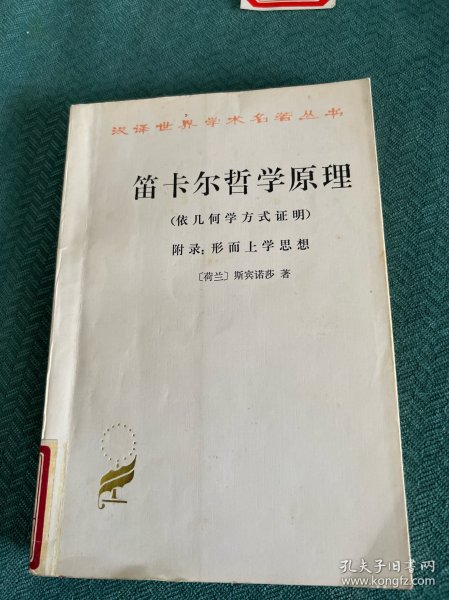 汉译世界学术名著丛书
笛卡尔哲学原理
(依几何学方式证明)
附录：形而上学思想
〔荷兰〕斯宾诺莎 著
孔夫子旧书网
www.kongfz.com